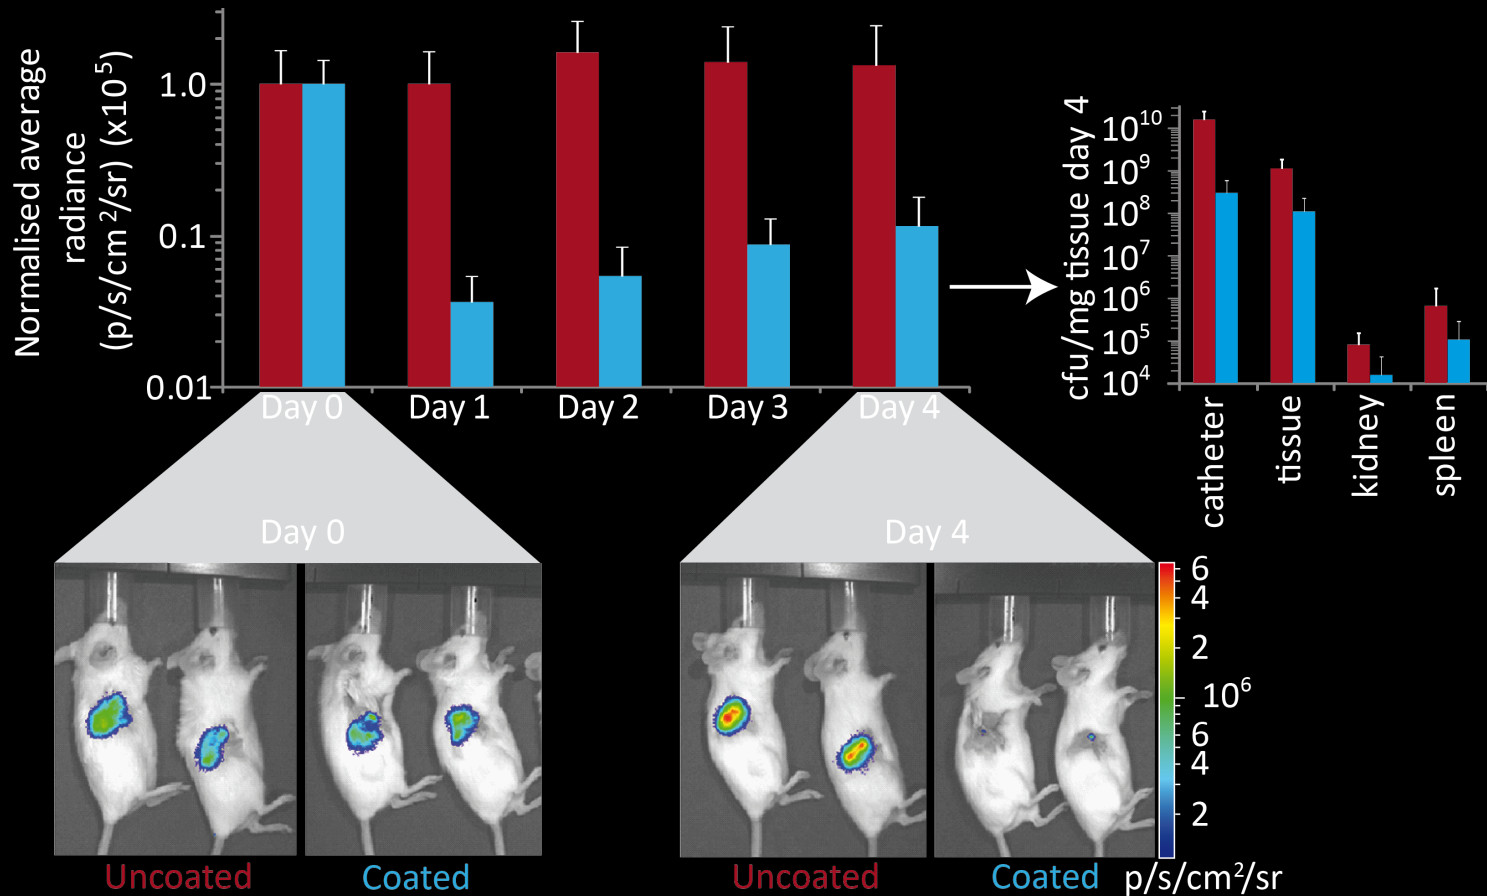 Normalised average
radiance
(p/s/cm²/sr) (x10⁵)
1.0
0.1
0.01
Day 0
Day 1
Day 2
Day 3
Day 4
cfu/mg tissue day 4
10¹⁰
10⁹
10⁸
10⁷
10⁶
10⁵
10⁴
catheter
tissue
kidney
spleen
Day 0
Day 4
6
4
2
10⁶
6
4
2
Uncoated
Coated
Uncoated
Coated
p/s/cm²/sr